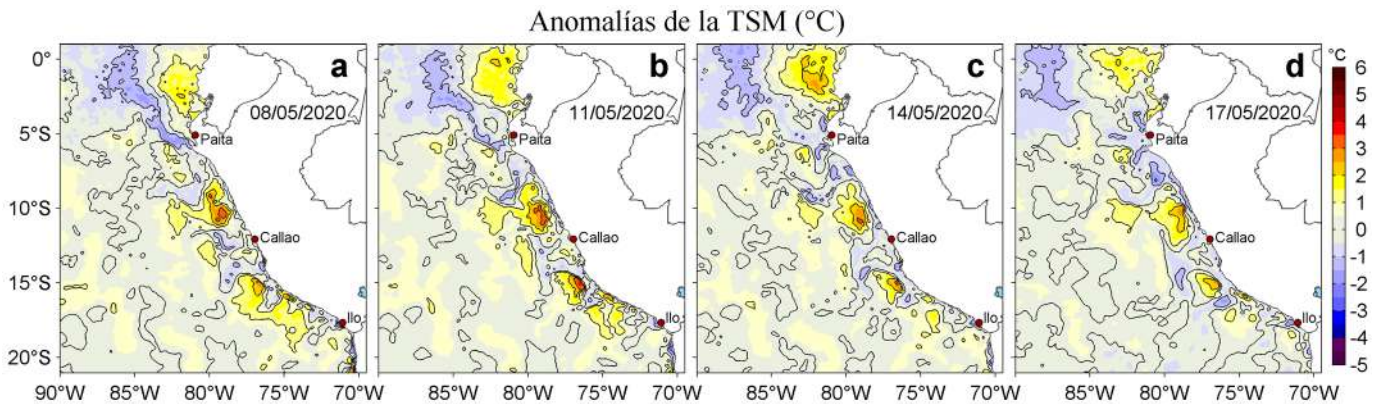 Anomalías de la TSM (°C)
a
08/05/2020
Paita
Callao
Ilo
b
11/05/2020
Paita
Callao
Ilo
c
14/05/2020
Paita
Callao
Ilo
d
17/05/2020
Paita
Callao
Ilo
0°
5°S
10°S
15°S
20°S
90°W 85°W 80°W 75°W 70°W
85°W 80°W 75°W 70°W
85°W 80°W 75°W 70°W
85°W 80°W 75°W 70°W
°C
6
5
4
3
2
1
0
-1
-2
-3
-4
-5